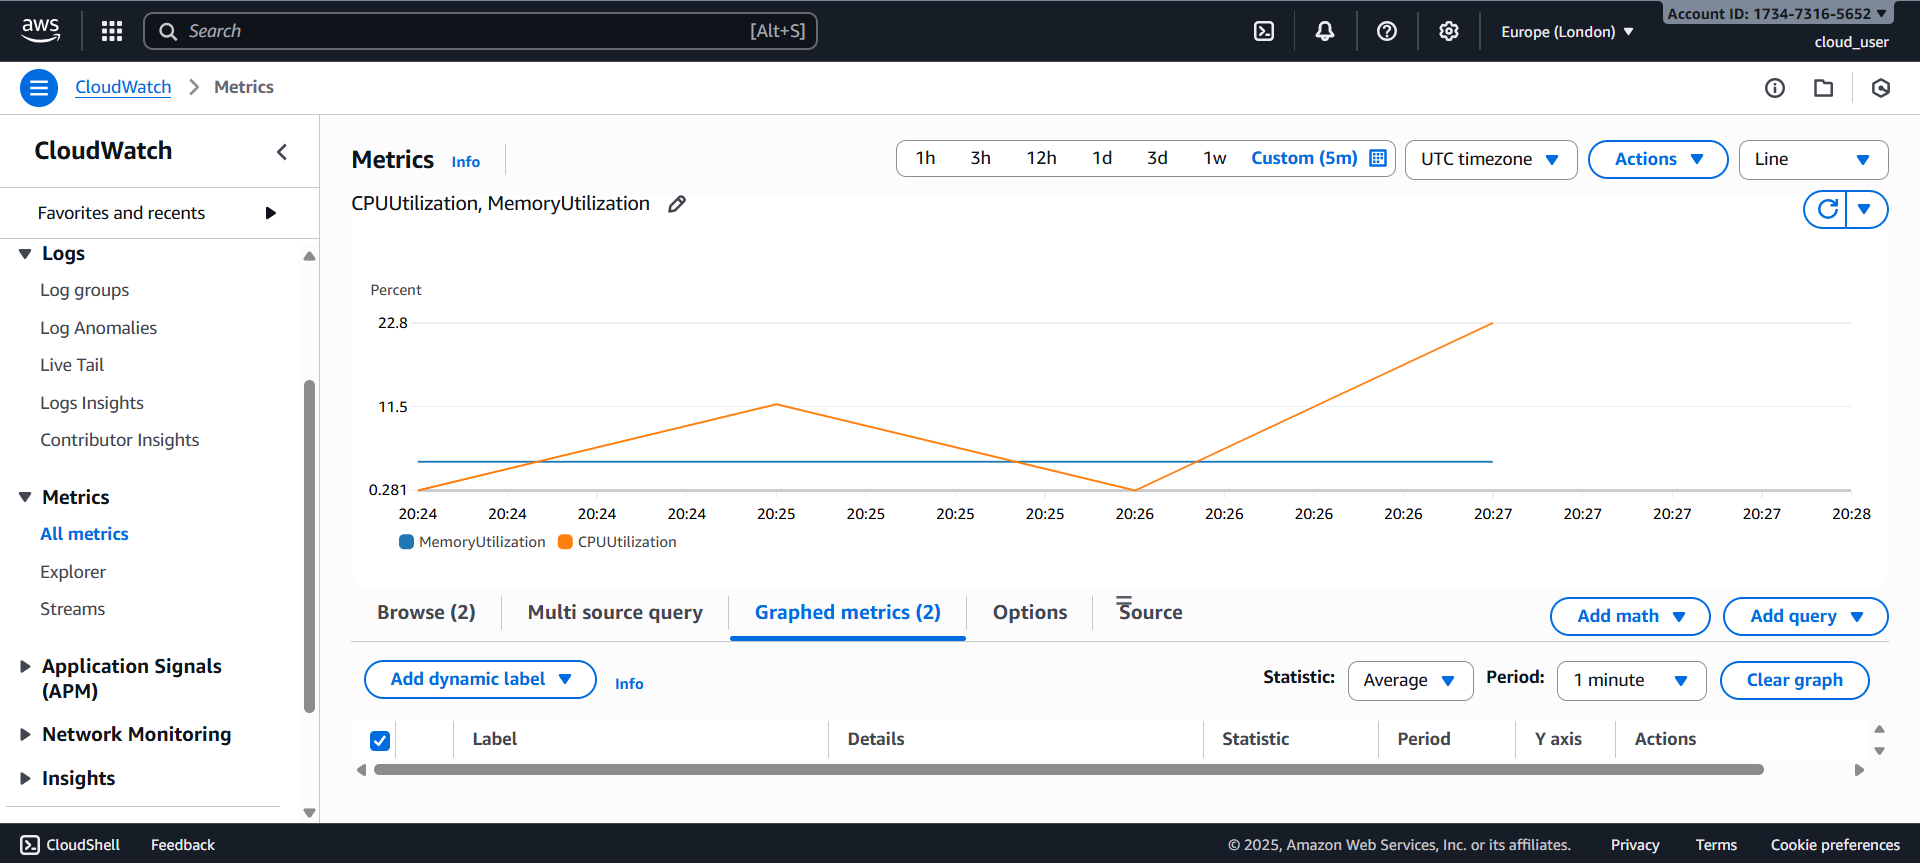 aws
Search [Alt+S]
Europe (London)
Account ID: 1734-7316-5652
cloud_user
CloudWatch
Metrics
CloudWatch
Favorites and recents
Logs
Log groups
Log Anomalies
Live Tail
Logs Insights
Contributor Insights
Metrics
All metrics
Explorer
Streams
Application Signals
(APM)
Network Monitoring
Insights
Metrics Info
1h 3h 12h 1d 3d 1w Custom (5m)
UTC timezone
Actions
Line
CPUUtilization, MemoryUtilization
Percent
22.8
11.5
0.281
20:24 20:24 20:24 20:24 20:25 20:25 20:25 20:25 20:26 20:26 20:26 20:26 20:27 20:27 20:27 20:27 20:28
MemoryUtilization CPUUtilization
Browse (2) Multi source query Graphed metrics (2) Options Source
Add math Add query
Add dynamic label Info
Statistic: Average Period: 1 minute Clear graph
Label Details Statistic Period Y axis Actions
CloudShell Feedback
© 2025, Amazon Web Services, Inc. or its affiliates. Privacy Terms Cookie preferences